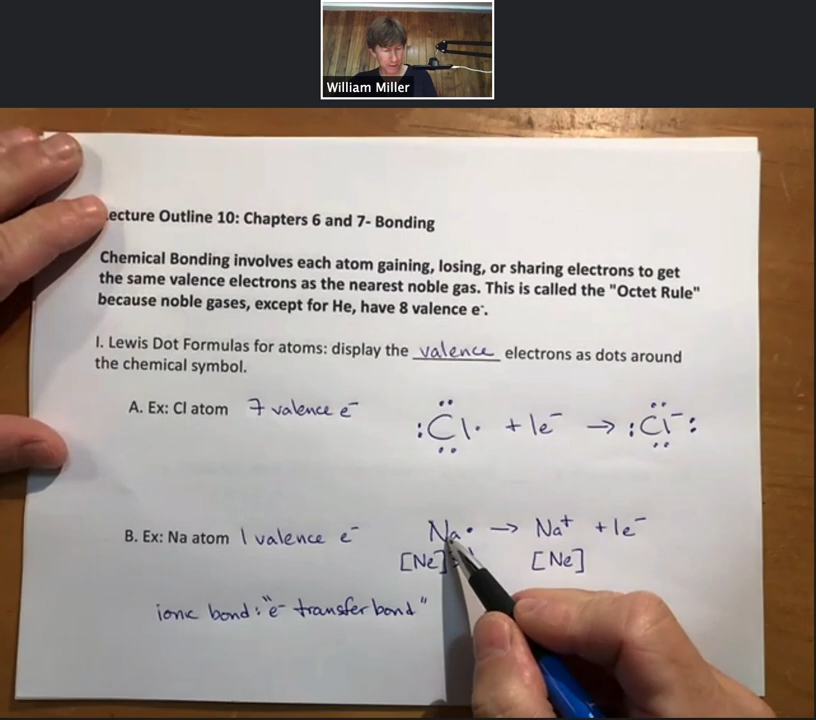 William Miller
Lecture Outline 10: Chapters 6 and 7- Bonding
Chemical Bonding involves each atom gaining, losing, or sharing electrons to get
the same valence electrons as the nearest noble gas. This is called the "Octet Rule"
because noble gases, except for He, have 8 valence e⁻.
I. Lewis Dot Formulas for atoms: display the valence electrons as dots around
the chemical symbol.
A. Ex: Cl atom 7 valence e⁻ :Cl· + 1e⁻ → :Cl⁻:
B. Ex: Na atom 1 valence e⁻ Na• → Na⁺ + 1e⁻
[Ne] [Ne]
ionic bond: "e⁻ transfer bond"